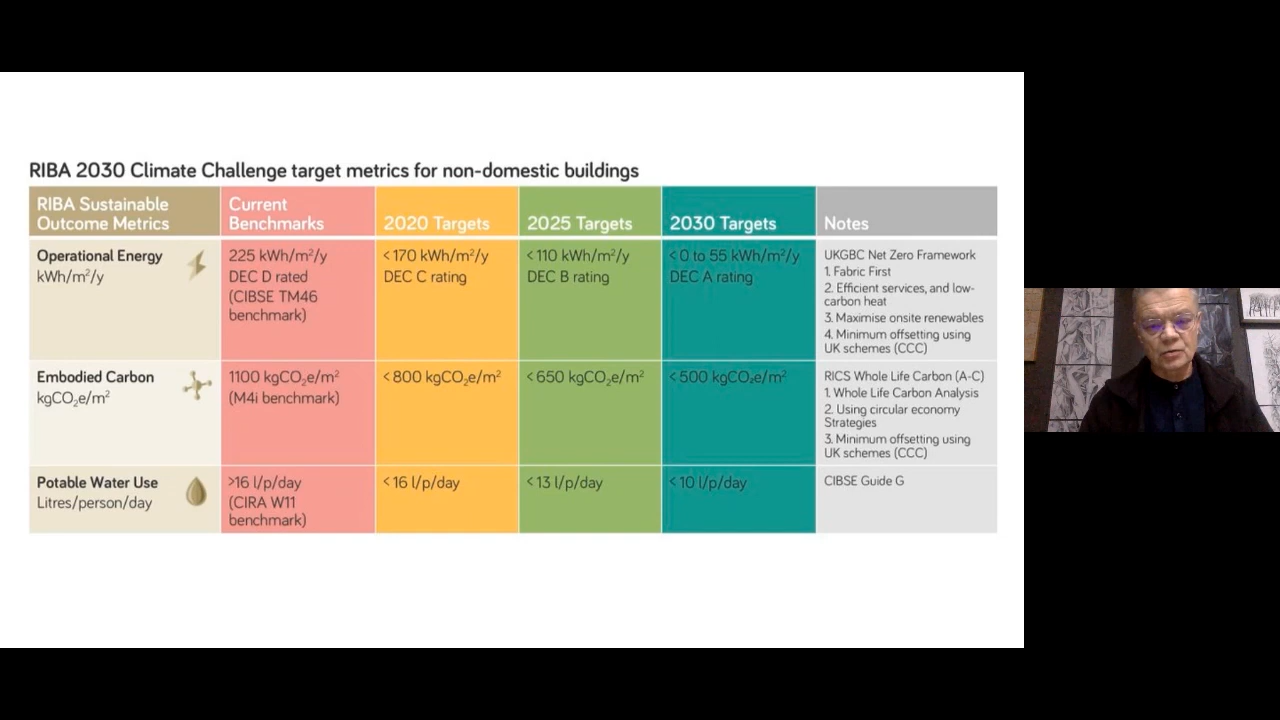 RIBA 2030 Climate Challenge target metrics for non-domestic buildings
RIBA Sustainable
Outcome Metrics
Current
Benchmarks
2020 Targets
2025 Targets
2030 Targets
Notes
Operational Energy
kWh/m²/y
225 kWh/m²/y
DEC D rated
(CIBSE TM46
benchmark)
<170 kWh/m²/y
DEC C rating
<110 kWh/m²/y
DEC B rating
<0 to 55 kWh/m²/y
DEC A rating
UKGBC Net Zero Framework
1. Fabric First
2. Efficient services, and low-
carbon heat
3. Maximise onsite renewables
4. Minimum offsetting using
UK schemes (CCC)
Embodied Carbon
kgCO₂e/m²
1100 kgCO₂e/m²
(M4i benchmark)
<800 kgCO₂e/m²
<650 kgCO₂e/m²
<500 kgCO₂e/m²
RICS Whole Life Carbon (A-C)
1. Whole Life Carbon Analysis
2. Using circular economy
Strategies
3. Minimum offsetting using
UK schemes (CCC)
Potable Water Use
Litres/person/day
>16 l/p/day
(CIRA W11
benchmark)
<16 l/p/day
<13 l/p/day
<10 l/p/day
CIBSE Guide G